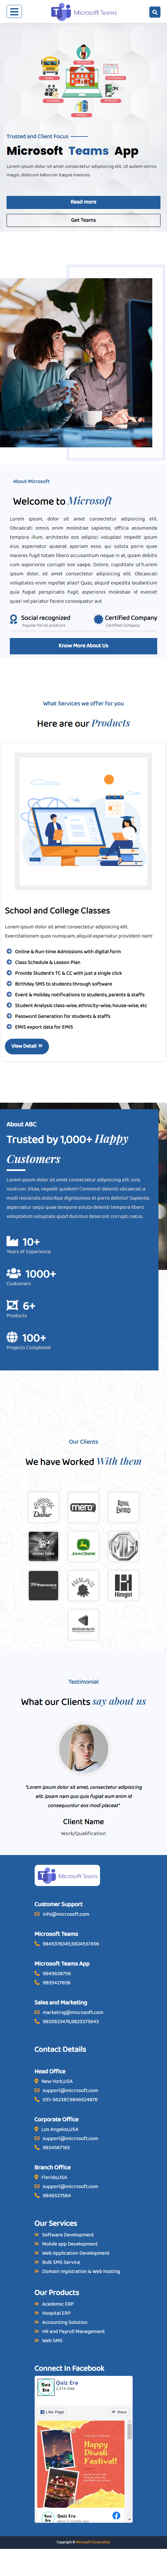 Microsoft Teams
Trusted and Client Focus
Microsoft Teams App
Lorem ipsum dolor sit amet consectetur adipisicing elit. Ut autem omnis
magni, dolorum laborum itaque maiores
Read more
Get Teams
About Microsoft
Welcome to Microsoft
Lorem ipsum, dolor sit amet consectetur adipisicing elit.
Obcaecati omnis enim molestiae sapiente, officia assumenda
tempora illum, architecto eos adipisci voluptas! Impedit ipsum
eius aspernatur quaerat aperiam esse, qui soluta porro quae
maiores fugit totam libero accusantium neque in at, ipsam debitis
cum asperiores corrupti eos saepe. Dolore, cupiditate ut?Lorem
ipsum dolor, sit amet consectetur adipisicing elit. Obcaecati
voluptates enim repellat alias? Quas, aliquid expedita laudantium
quia fugiat perspiciatis fugit, asperiores molestiae id eveniet
quasi vel pariatur facere consequuntur aut
Social recognized
Popular for its products
Certified Company
Certified Company
Know More About Us
What Services we offer for you
Here are our Products
School and College Classes
Lorem ipsum dolor sit amet consectetur adipisicing elit.
Exercitationem quos numquam, aliquid aspernatur provident nam!
Online & Run-time Admissions with digital form
Class Schedule & Lesson Plan
Provide Student's TC & CC with just a single click
Birthday SMS to students through software
Event & Holiday notifications to students, parents & staffs
Student Analysis class-wise, ethnicity-wise, house-wise, etc
Password Generation for students & staffs
EMIS export data for EMIS
View Detail
About ABC
Trusted by 1,000+ Happy
Customers
Lorem ipsum dolor sit amet consectetur adipisicing elit. Iure,
nostrum. Vitae, impedit quidem? Commodi deleniti obcaecati a
modi reiciendis doloribus dignissimos et porro debitis? Sapiente,
aspernatur sequi quae tempore soluta deleniti tempora libero
voluptatum voluptate quod ducimus deserunt corrupti natus.
10+
Years of Experience
1000+
Customers
6+
Products
100+
Projects Completed
Our Clients
We have Worked With them
Dabur
mero
ROYAL ENFIELD
JOHN DEERE
MG
Mahindra
Himgiri
Testimonial
What our Clients say about us
"Lorem ipsum dolor sit amet, consectetur adipisicing
elit. Ipsam nam quo quis fugiat eum enim id
consequuntur eos modi placeat"
Client Name
Work/Qualification
Microsoft Teams
Customer Support
info@microsoft.com
Microsoft Teams
9845376345,9824537456
Microsoft Teams App
9845638756
9835427656
Sales and Marketing
marketing@microsoft.com
9835623476,9825375643
Contact Details
Head Office
New York,USA
support@microsoft.com
051-562387,9846524876
Corporate Office
Los Angelos,USA
support@microsoft.com
9834567165
Branch Office
Florida,USA
support@microsoft.com
9846527564
Our Services
Software Development
Mobile app Development
Web Application Development
Bulk SMS Service
Domain registration & Web hosting
Our Products
Academic ERP
Hospital ERP
Accounting Solution
HR and Payroll Management
Web SMS
Connect In Facebook
Quiz Era
Quiz Era
2,414 likes
Like Page
Share
Happy
Diwali
Festival!
Quiz Era
Quiz Era
Copyright © Microsoft Corporation